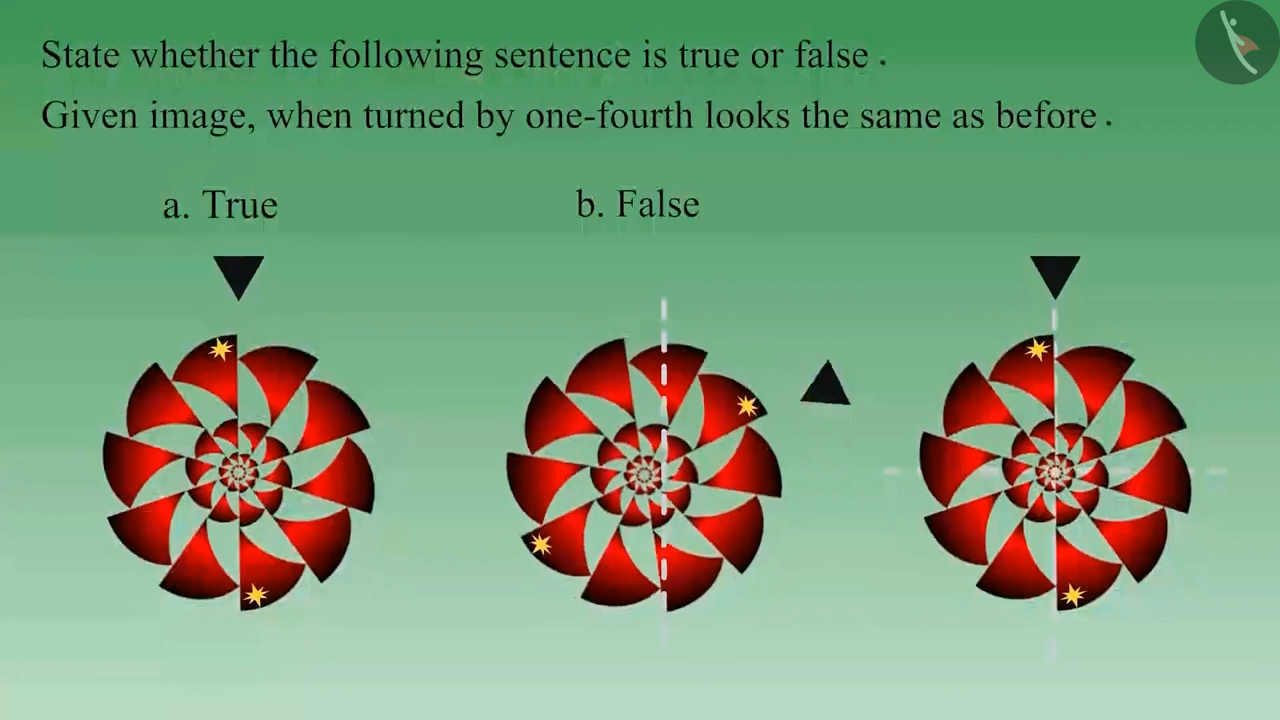 State whether the following sentence is true or false .
Given image, when turned by one-fourth looks the same as before .
a. True
b. False